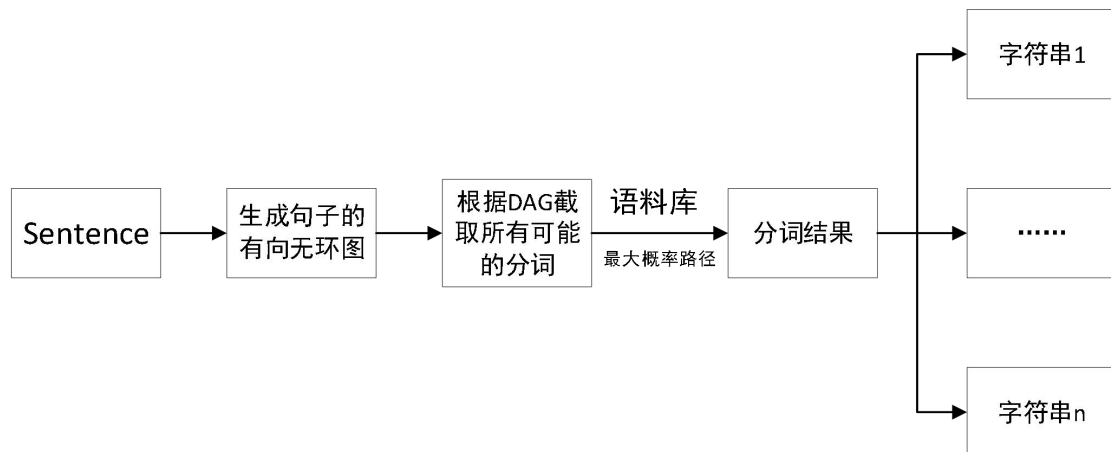 Sentence
生成句子的
有向无环图
根据DAG截
取所有可能
的分词
语料库
最大概率路径
分词结果
字符串1
······
字符串n